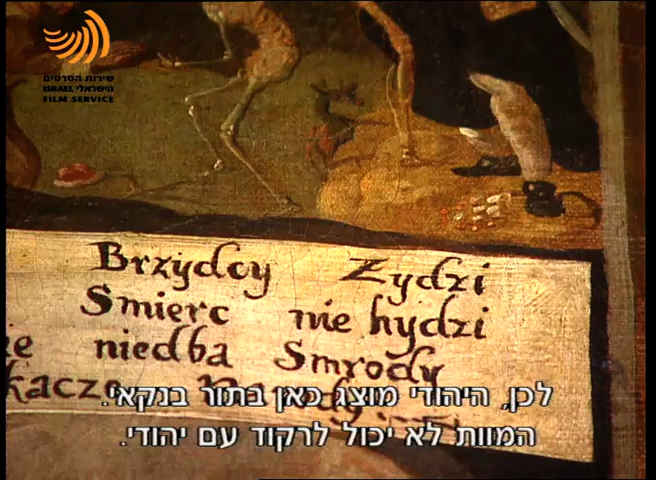 שירות הסרטים
הישראלי ISRAEL
FILM SERVICE
Brzydcy Zydzi
Smierc nie hydzi
niedba Smrody
לכן, היהודי מוצג כאן בתור בנקאי.
המוות לא יכול לרקוד עם יהודי.